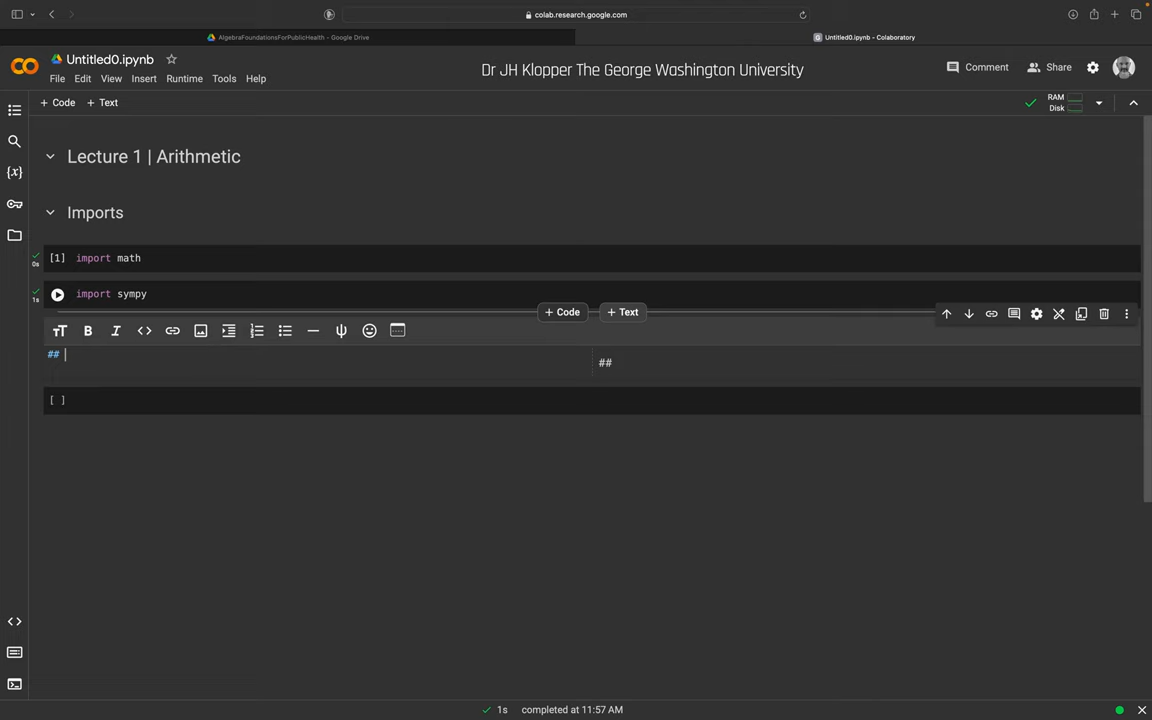 colab.research.google.com
AlgebraFoundationsForPublicHealth - Google Drive
Untitled0.ipynb - Colaboratory
Untitled0.ipynb
File Edit View Insert Runtime Tools Help
Dr JH Klopper The George Washington University
Comment
Share
+ Code + Text
RAM
Disk
Lecture 1 | Arithmetic
Imports
[1] import math
0s
import sympy
1s
+ Code
+ Text
##
##
[ ]
{x}
1s completed at 11:57 AM